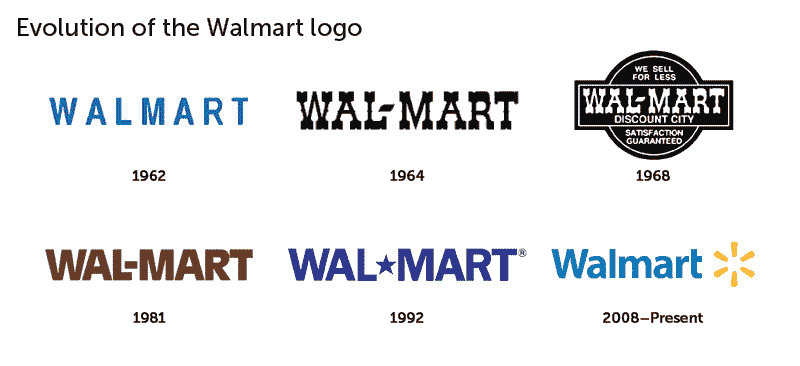 Evolution of the Walmart logo
WALMART
1962
WAL-MART
1964
WE SELL
FOR LESS
WAL-MART
DISCOUNT CITY
SATISFACTION
GUARANTEED
1968
WAL-MART
1981
WAL★MART®
1992
Walmart
2008–Present